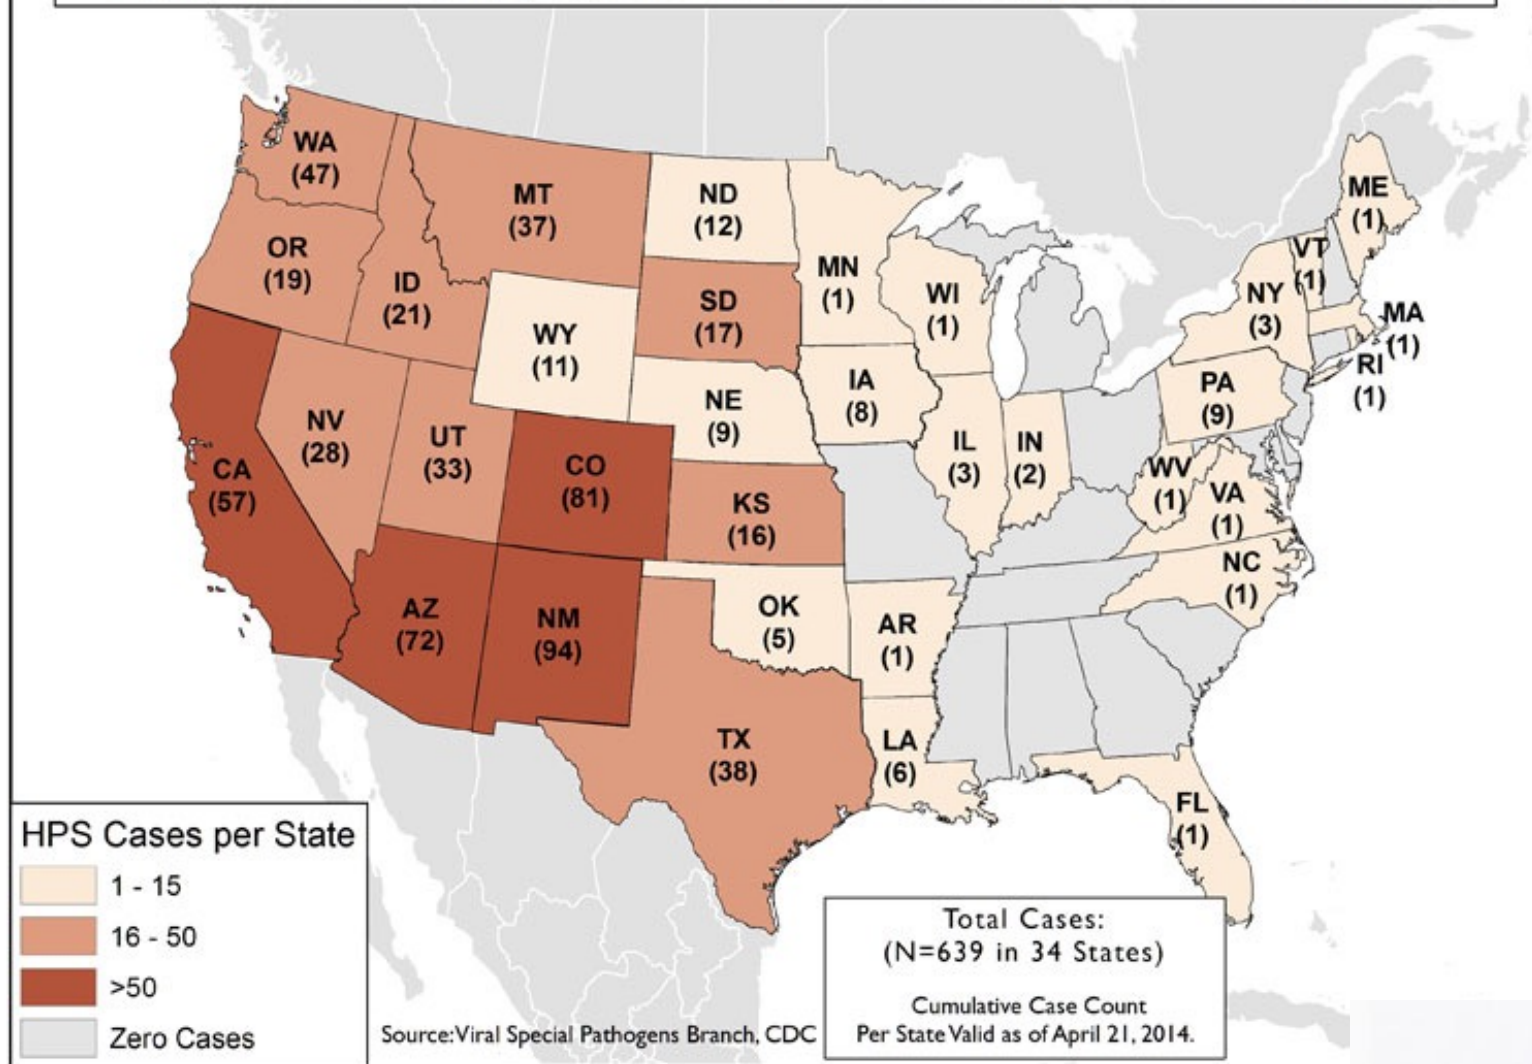 WA
(47)
MT
(37)
ND
(12)
ME
(1)
OR
(19)
ID
(21)
MN
(1)
VT
(1)
WI
(1)
NY
(3)
SD
(17)
MA
(1)
WY
(11)
RI
(1)
IA
(8)
PA
(9)
NE
(9)
NV
(28)
UT
(33)
IL
(3)
IN
(2)
CA
(57)
CO
(81)
WV
(1)
VA
(1)
KS
(16)
NC
(1)
AZ
(72)
NM
(94)
OK
(5)
AR
(1)
TX
(38)
LA
(6)
FL
(1)
HPS Cases per State
1 - 15
16 - 50
>50
Zero Cases
Total Cases:
(N=639 in 34 States)
Cumulative Case Count
Per State Valid as of April 21, 2014.
Source: Viral Special Pathogens Branch, CDC